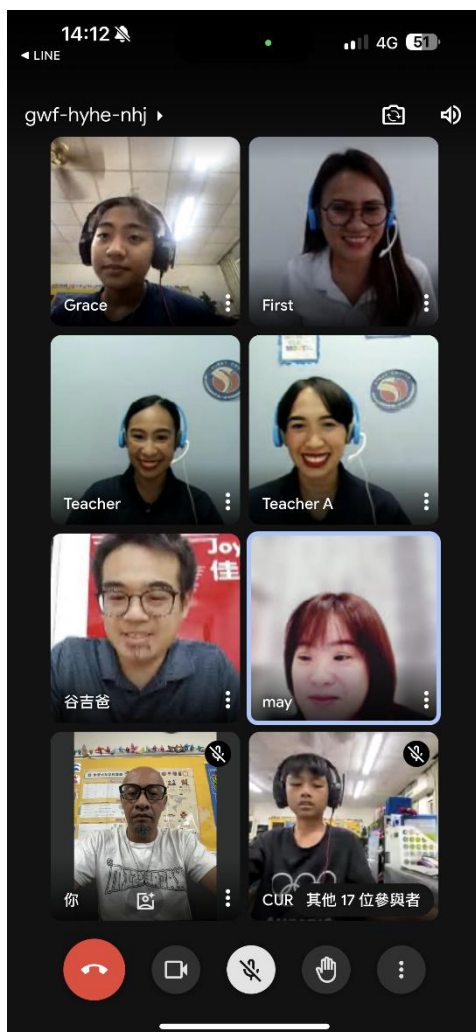 14:12
4G 51
◀ LINE
gwf-hyhe-nhj
Grace
First
Teacher
Teacher A
Joy
佳
谷吉爸
may
你
CUR 其他 17 位參與者